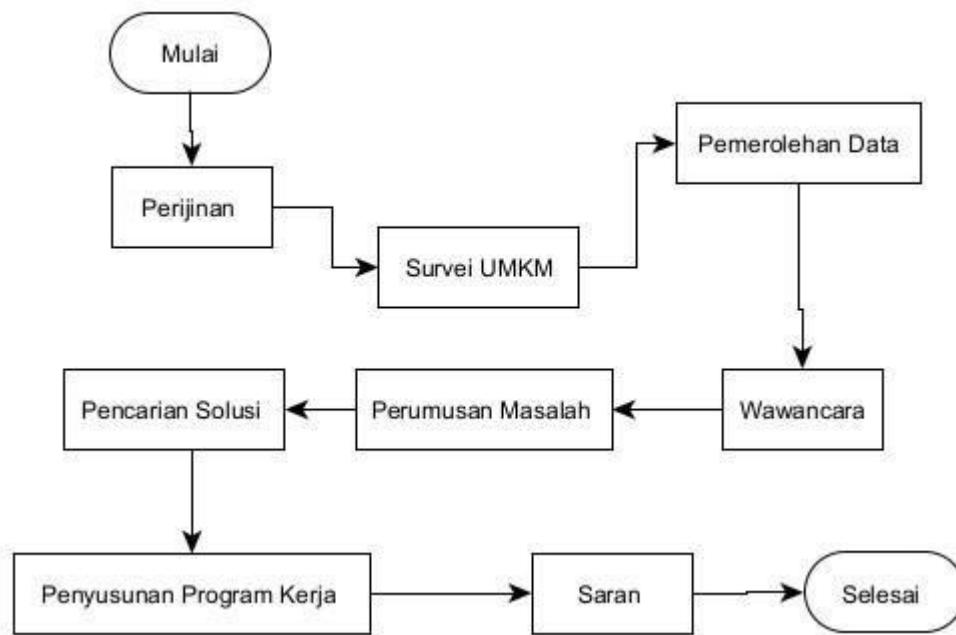 Mulai
Perijinan
Survei UMKM
Pemerolehan Data
Wawancara
Perumusan Masalah
Pencarian Solusi
Penyusunan Program Kerja
Saran
Selesai